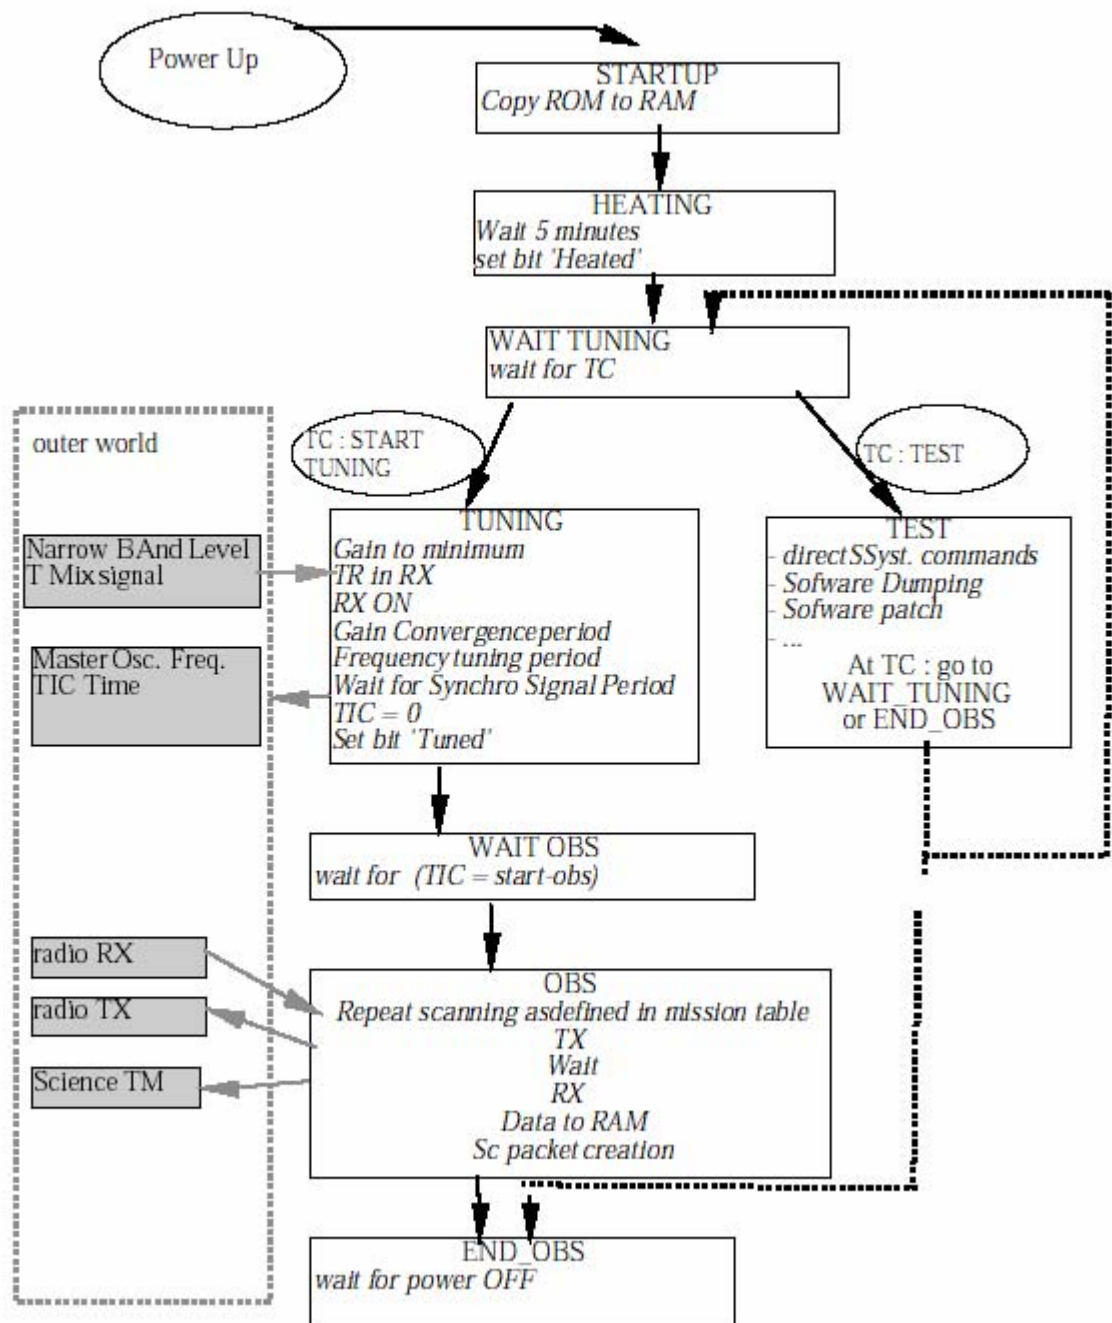 Power Up
STARTUP
Copy ROM to RAM
HEATING
Wait 5 minutes
set bit 'Heated'
WAIT TUNING
wait for TC
outer world
TC : START
TUNING
TC : TEST
TUNING
Gain to minimum
TR in RX
RX ON
Gain Convergence period
Frequency tuning period
Wait for Synchro Signal Period
TIC = 0
Set bit 'Tuned'
TEST
- direct SSyst. commands
- Sofware Dumping
- Sofware patch
- ...
At TC : go to
WAIT_TUNING
or END_OBS
Narrow BAnd Level
T Mix signal
Master Osc. Freq.
TIC Time
WAIT OBS
wait for (TIC = start-obs)
radio RX
radio TX
Science TM
OBS
Repeat scanning asdefined in mission table
TX
Wait
RX
Data to RAM
Sc packet creation
END_OBS
wait for power OFF